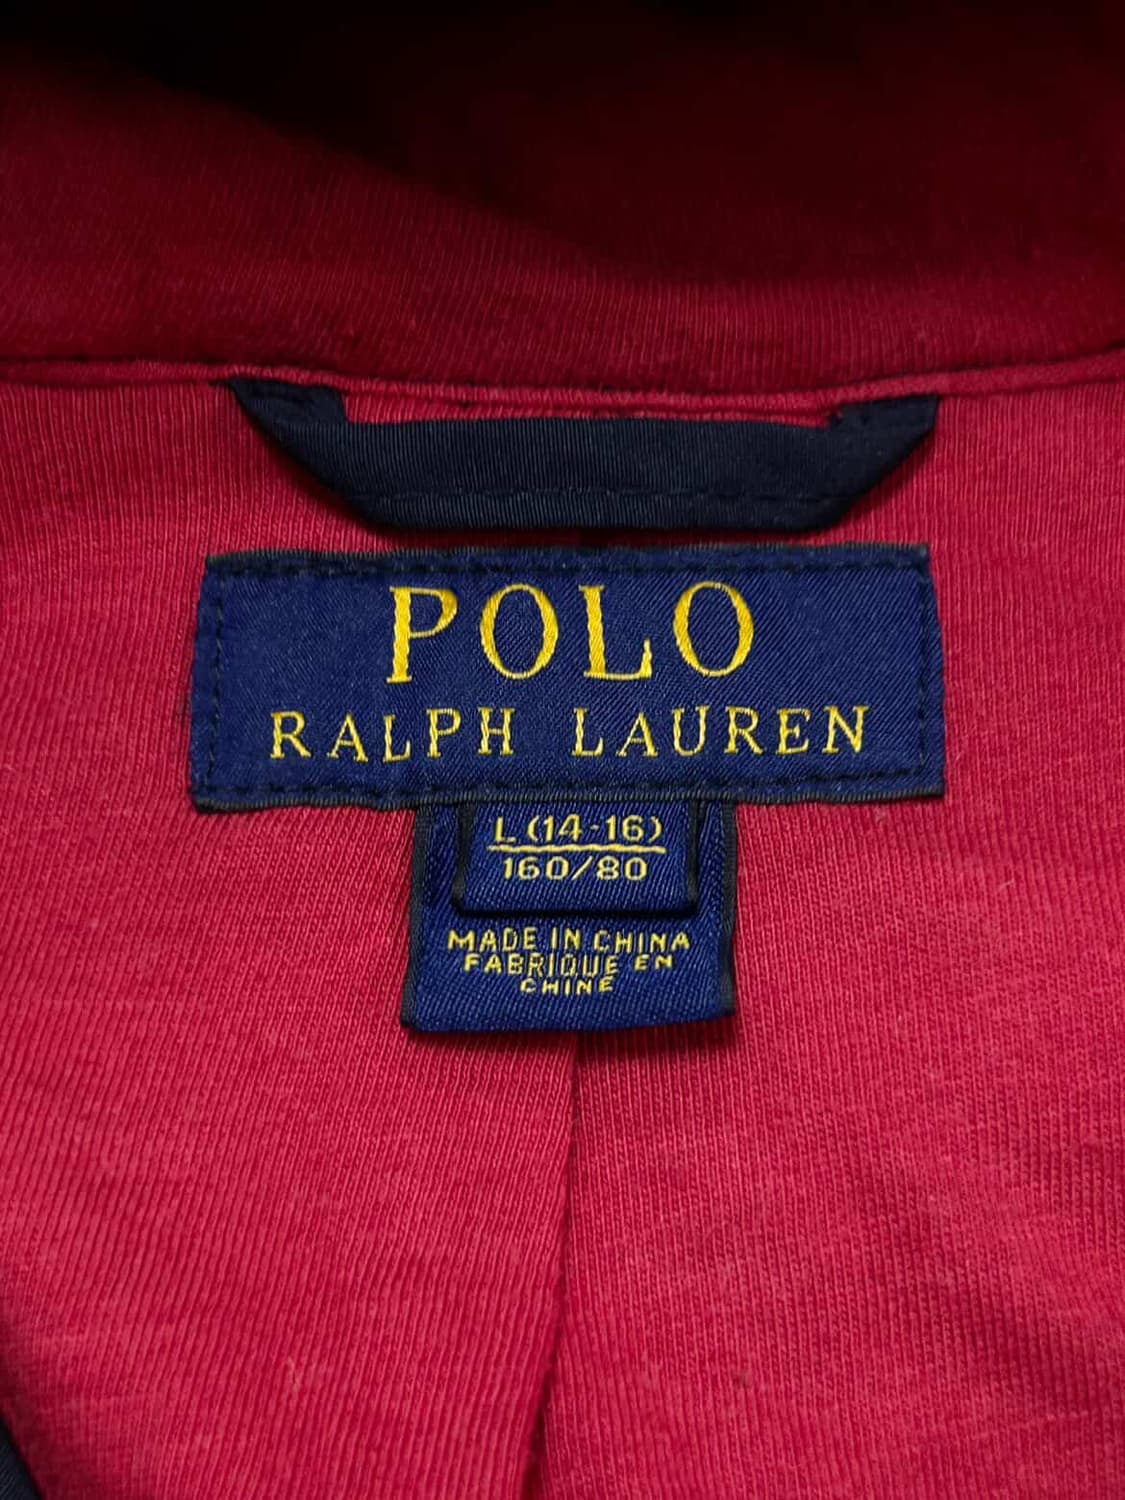 POLO
RALPH LAUREN
L (14-16)
160/80
MADE IN CHINA
FABRIQUE EN
CHINE